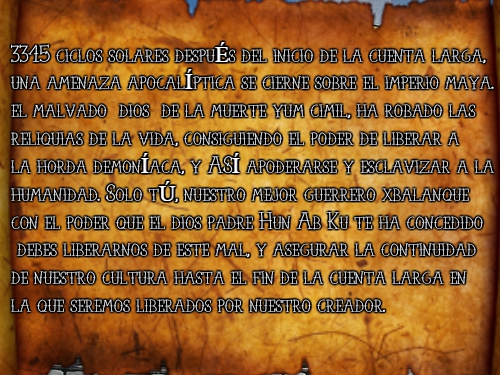 3345 ciclos solares despuÉs del inicio de la cuenta larga,
una amenaza apocalÍptica se cierne sobre el imperio maya.
el malvado dios de la muerte yum cimil, ha robado las
reliquias de la vida, consiguiendo el poder de liberar a
la horda demonÍaca, y ASÍ apoderarse y esclavizar a la
humanidad. Solo tÚ, nuestro mejor guerrero xbalanque
con el poder que el dios padre Hun Ab Ku te ha concedido
debes liberarnos de este mal, y asegurar la continuidad
de nuestro cultura hasta el fin de la cuenta larga en
la que seremos liberados por nuestro creador.